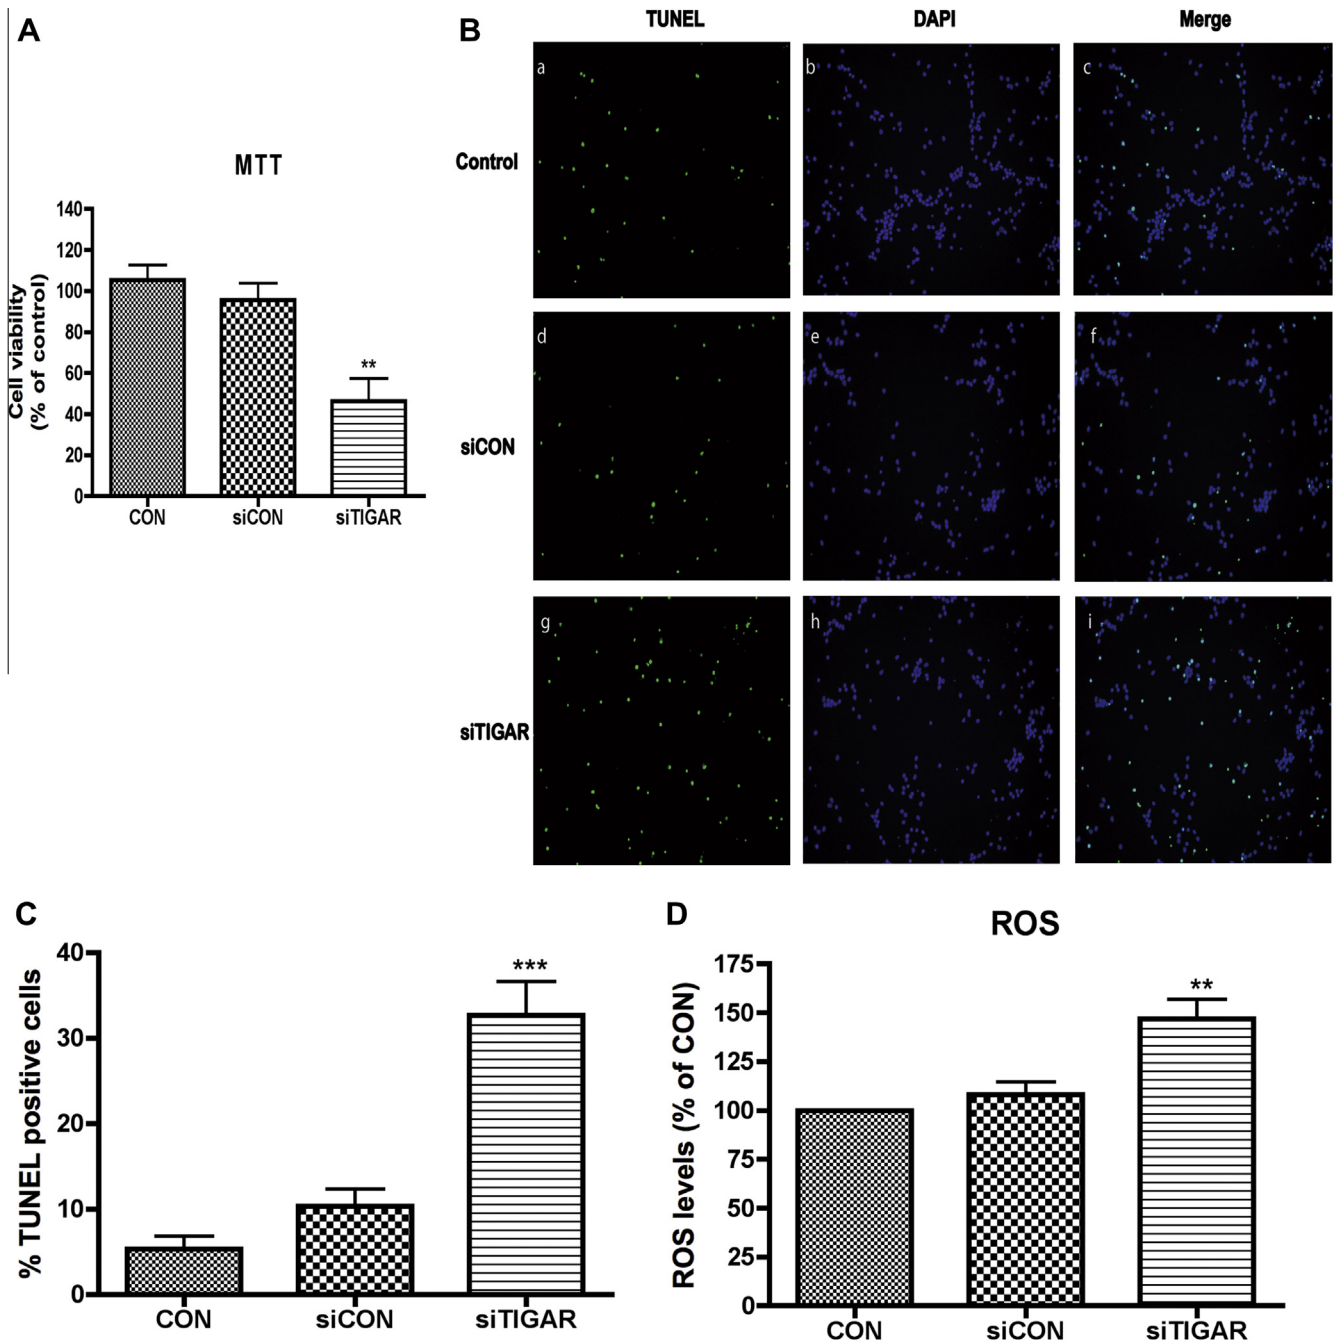 A
MTT
140
120
100
80
60
40
20
0
Cell viability
(% of control)
**
CON siCON siTIGAR
B
TUNEL DAPI Merge
Control
a b c
siCON
d e f
siTIGAR
g h i
C
40
30
20
10
0
% TUNEL positive cells
***
CON siCON siTIGAR
D
ROS
175
150
125
100
75
50
25
0
ROS levels (% of CON)
**
CON siCON siTIGAR